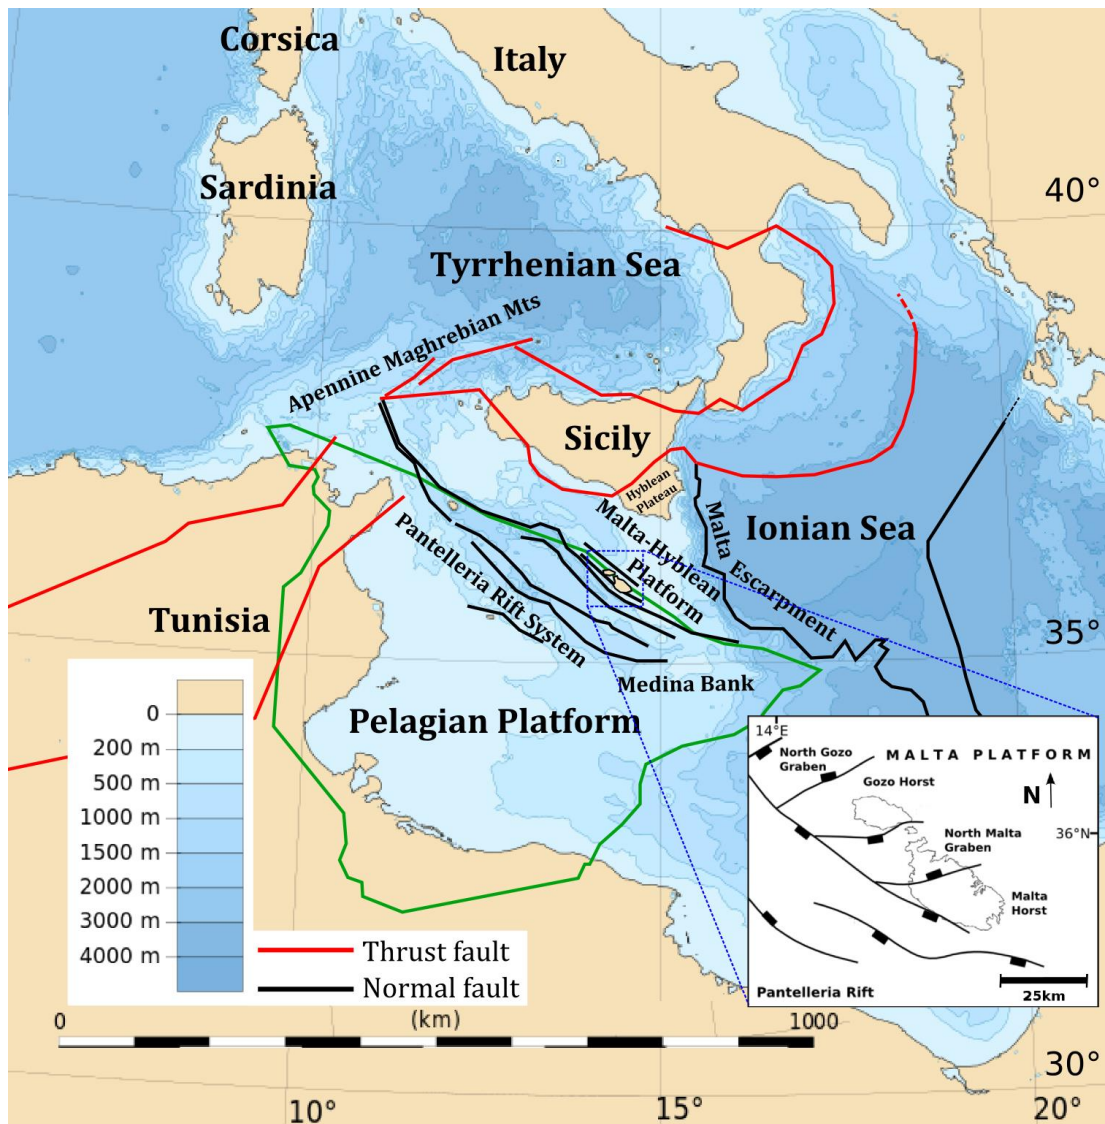 Corsica
Italy
Sardinia
40°
Tyrrhenian Sea
Apennine Maghrebian Mts
Sicily
Hyblean
Plateau
Ionian Sea
Malta Escarpment
Malta-Hyblean
Platform
Pantelleria Rift System
Tunisia
35°
Medina Bank
Pelagian Platform
0
200 m
500 m
1000 m
1500 m
2000 m
3000 m
4000 m
Thrust fault
Normal fault
14°E
North Gozo
Graben
MALTA PLATFORM
Gozo Horst
N
36°N
North Malta
Graben
Malta
Horst
Pantelleria Rift
25km
0
(km)
1000
30°
10°
15°
20°